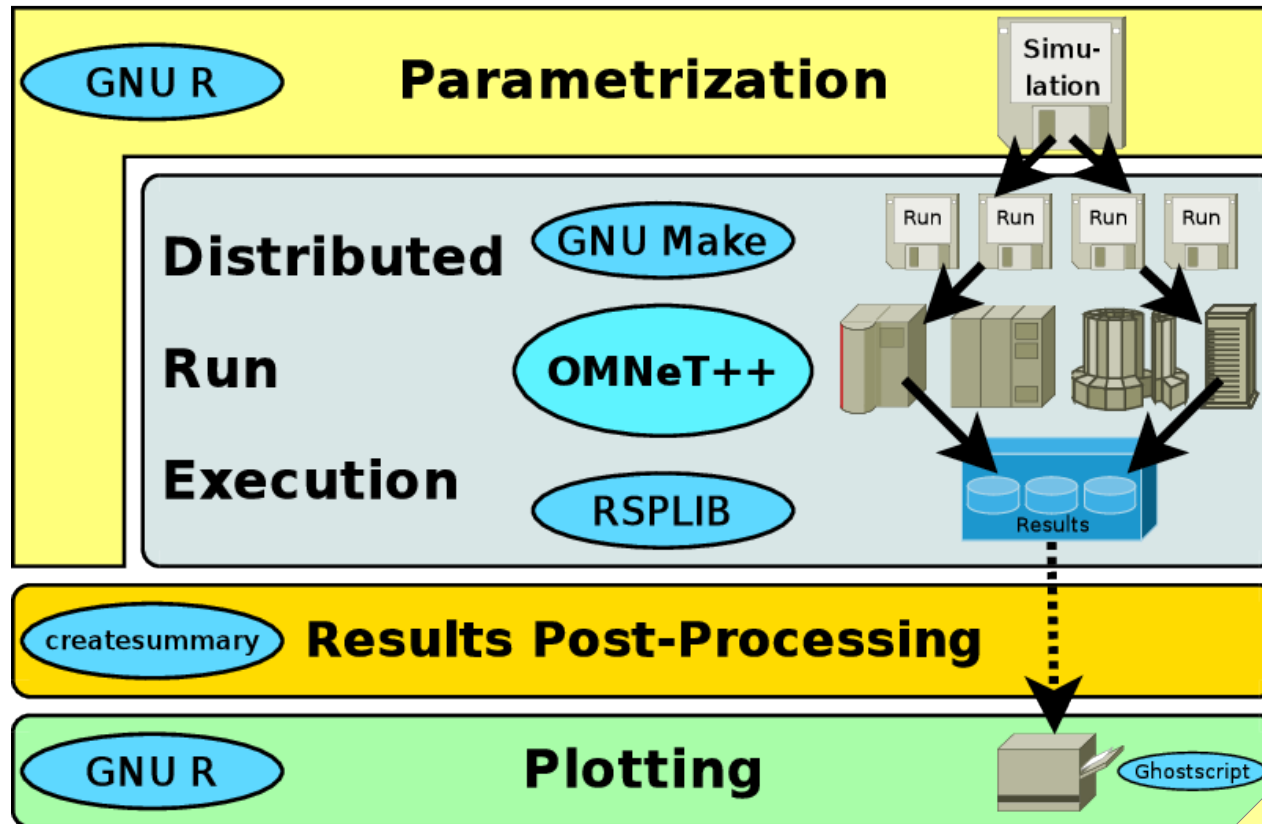 GNU R
Parametrization
Simu-
lation
Distributed
Run
Execution
GNU Make
OMNeT++
RSPLIB
Run
Run
Run
Run
Results
createsummary
Results Post-Processing
GNU R
Plotting
Ghostscript